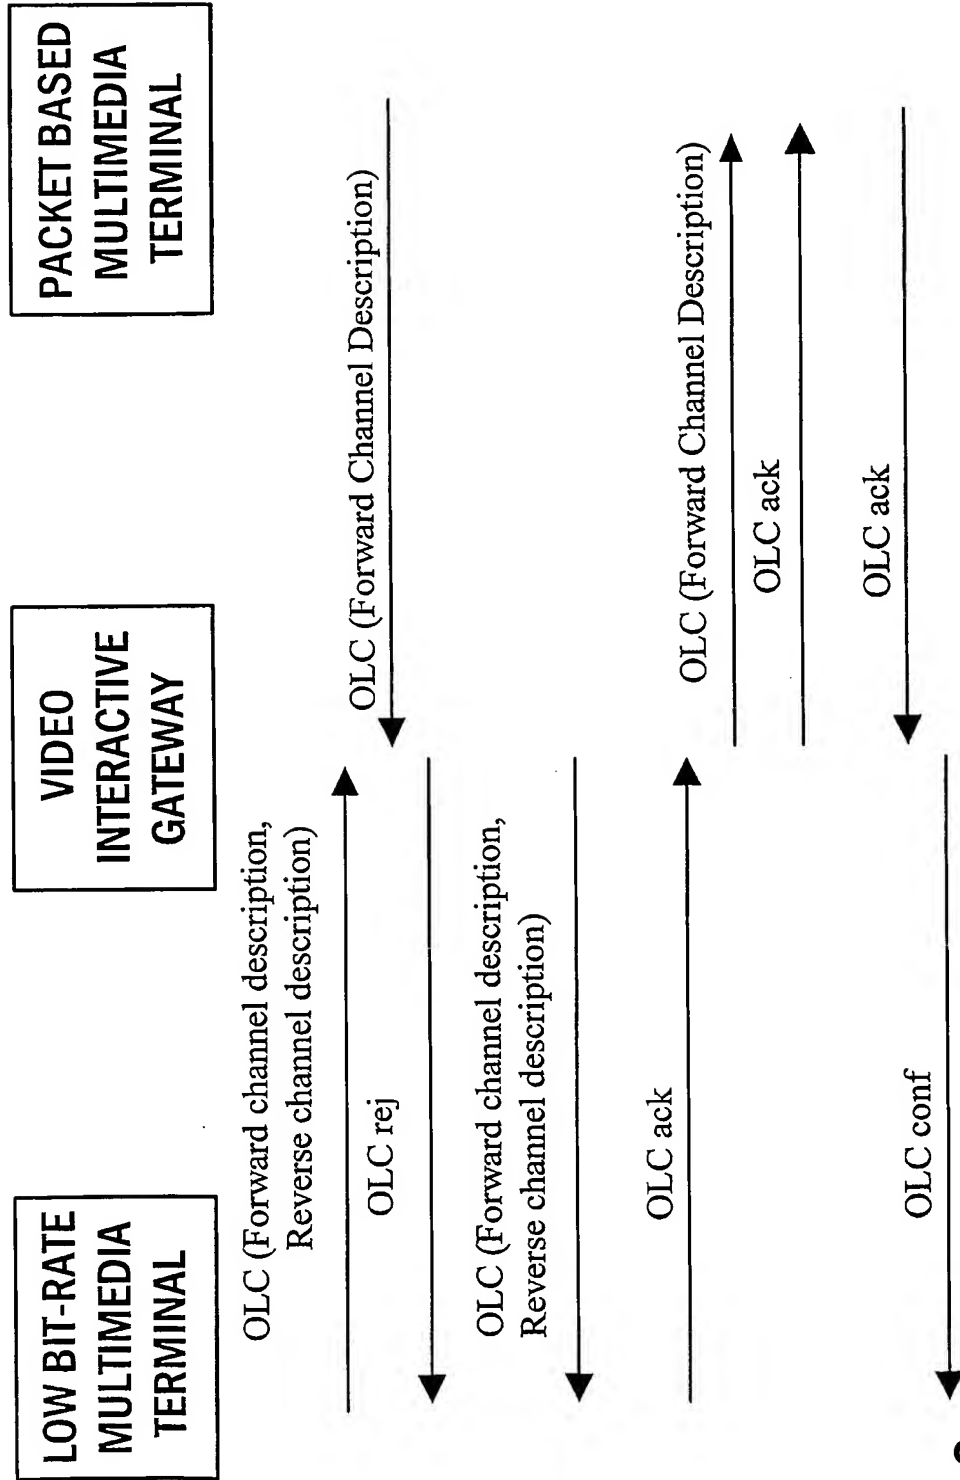 LOW BIT-RATE
MULTIMEDIA
TERMINAL
VIDEO
INTERACTIVE
GATEWAY
PACKET BASED
MULTIMEDIA
TERMINAL
OLC (Forward channel description,
Reverse channel description)
OLC (Forward Channel Description)
OLC rej
OLC (Forward channel description,
Reverse channel description)
OLC ack
OLC (Forward Channel Description)
OLC ack
OLC ack
OLC conf